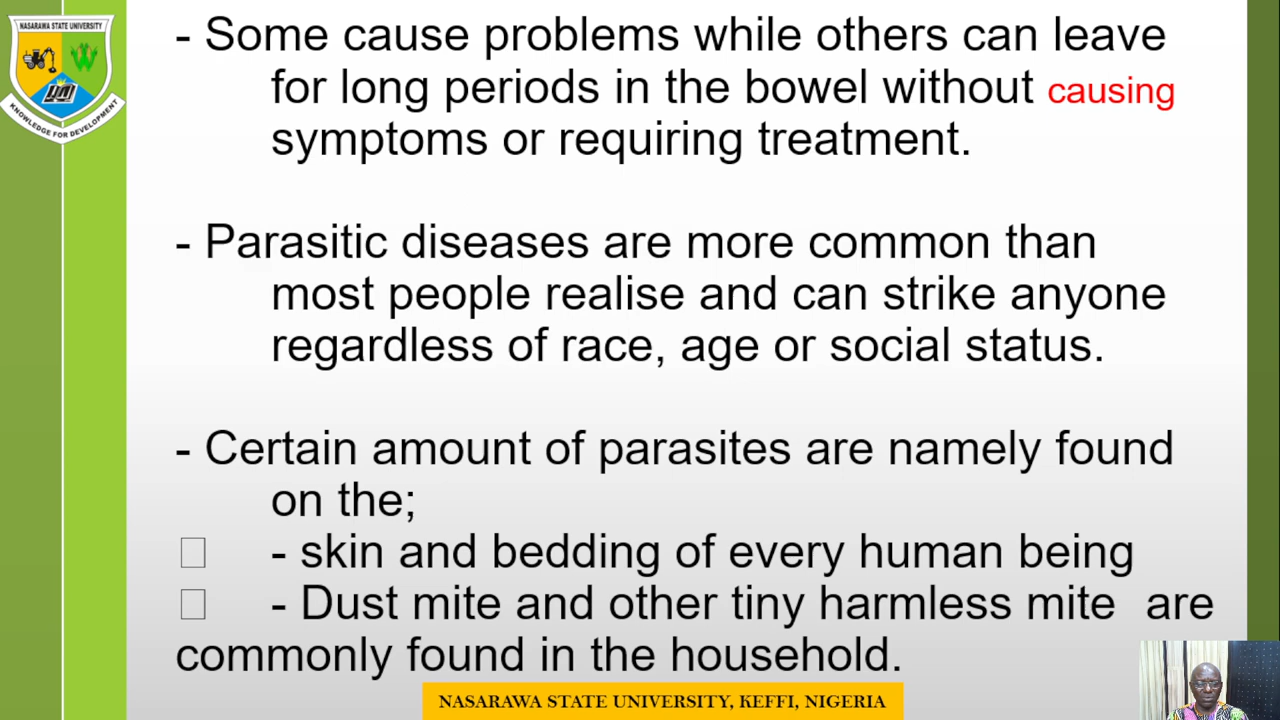 NASARAWA STATE UNIVERSITY
KNOWLEDGE FOR DEVELOPMENT
- Some cause problems while others can leave
for long periods in the bowel without causing
symptoms or requiring treatment.
- Parasitic diseases are more common than
most people realise and can strike anyone
regardless of race, age or social status.
- Certain amount of parasites are namely found
on the;
- skin and bedding of every human being
- Dust mite and other tiny harmless mite are
commonly found in the household.
NASARAWA STATE UNIVERSITY, KEFFI, NIGERIA